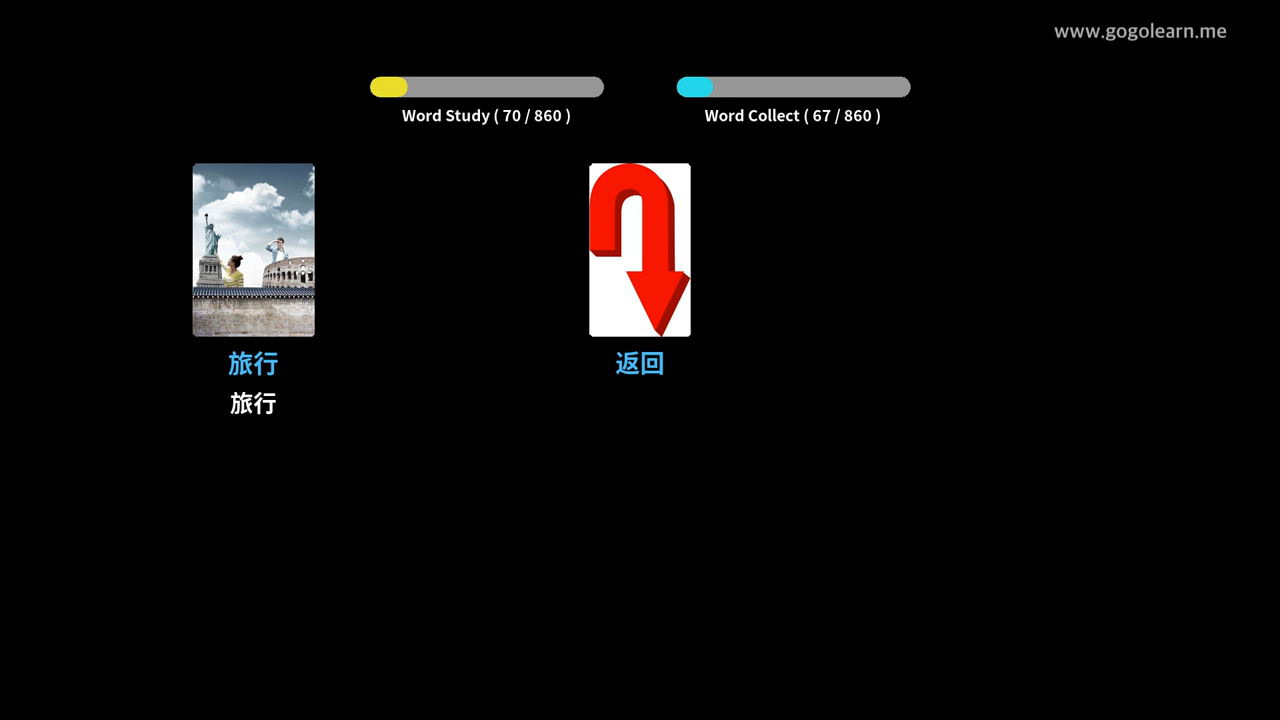 www.gogolearn.me
Word Study ( 70 / 860 )
Word Collect ( 67 / 860 )
旅行
返回
旅行